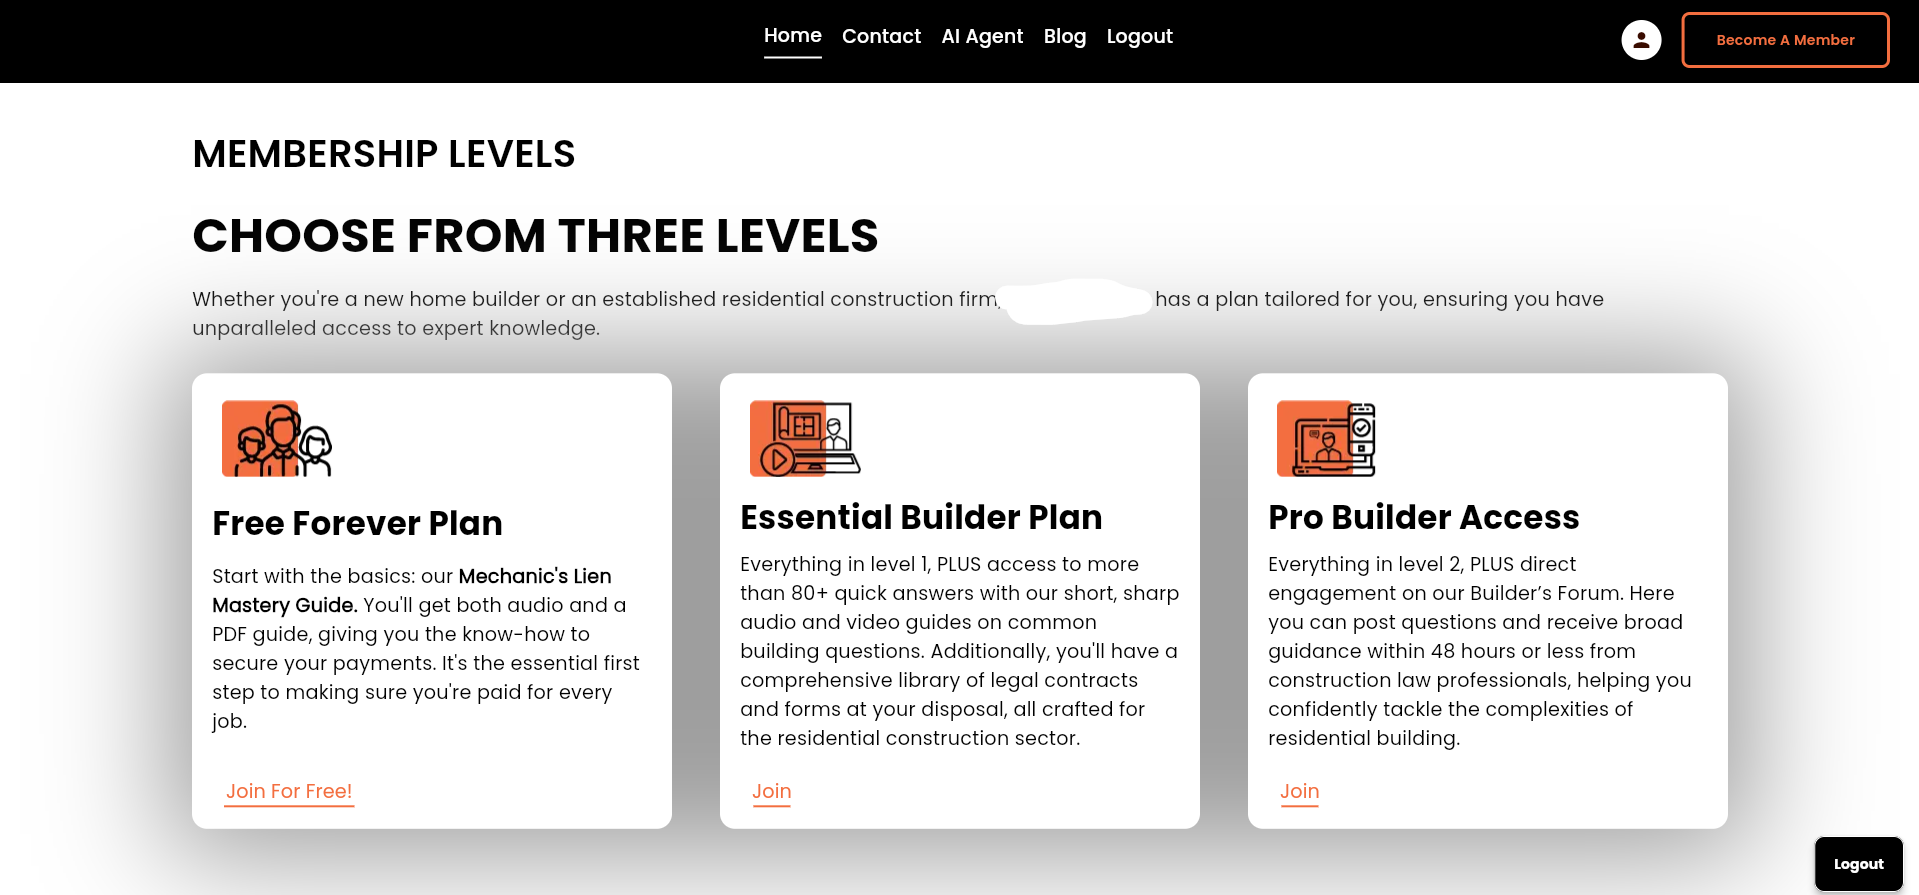 Home Contact AI Agent Blog Logout
Become A Member
MEMBERSHIP LEVELS
CHOOSE FROM THREE LEVELS
Whether you're a new home builder or an established residential construction firm, has a plan tailored for you, ensuring you have
unparalleled access to expert knowledge.
Free Forever Plan
Start with the basics: our Mechanic's Lien
Mastery Guide. You'll get both audio and a
PDF guide, giving you the know-how to
secure your payments. It's the essential first
step to making sure you're paid for every
job.
Join For Free!
Essential Builder Plan
Everything in level 1, PLUS access to more
than 80+ quick answers with our short, sharp
audio and video guides on common
building questions. Additionally, you'll have a
comprehensive library of legal contracts
and forms at your disposal, all crafted for
the residential construction sector.
Join
Pro Builder Access
Everything in level 2, PLUS direct
engagement on our Builder’s Forum. Here
you can post questions and receive broad
guidance within 48 hours or less from
construction law professionals, helping you
confidently tackle the complexities of
residential building.
Join
Logout